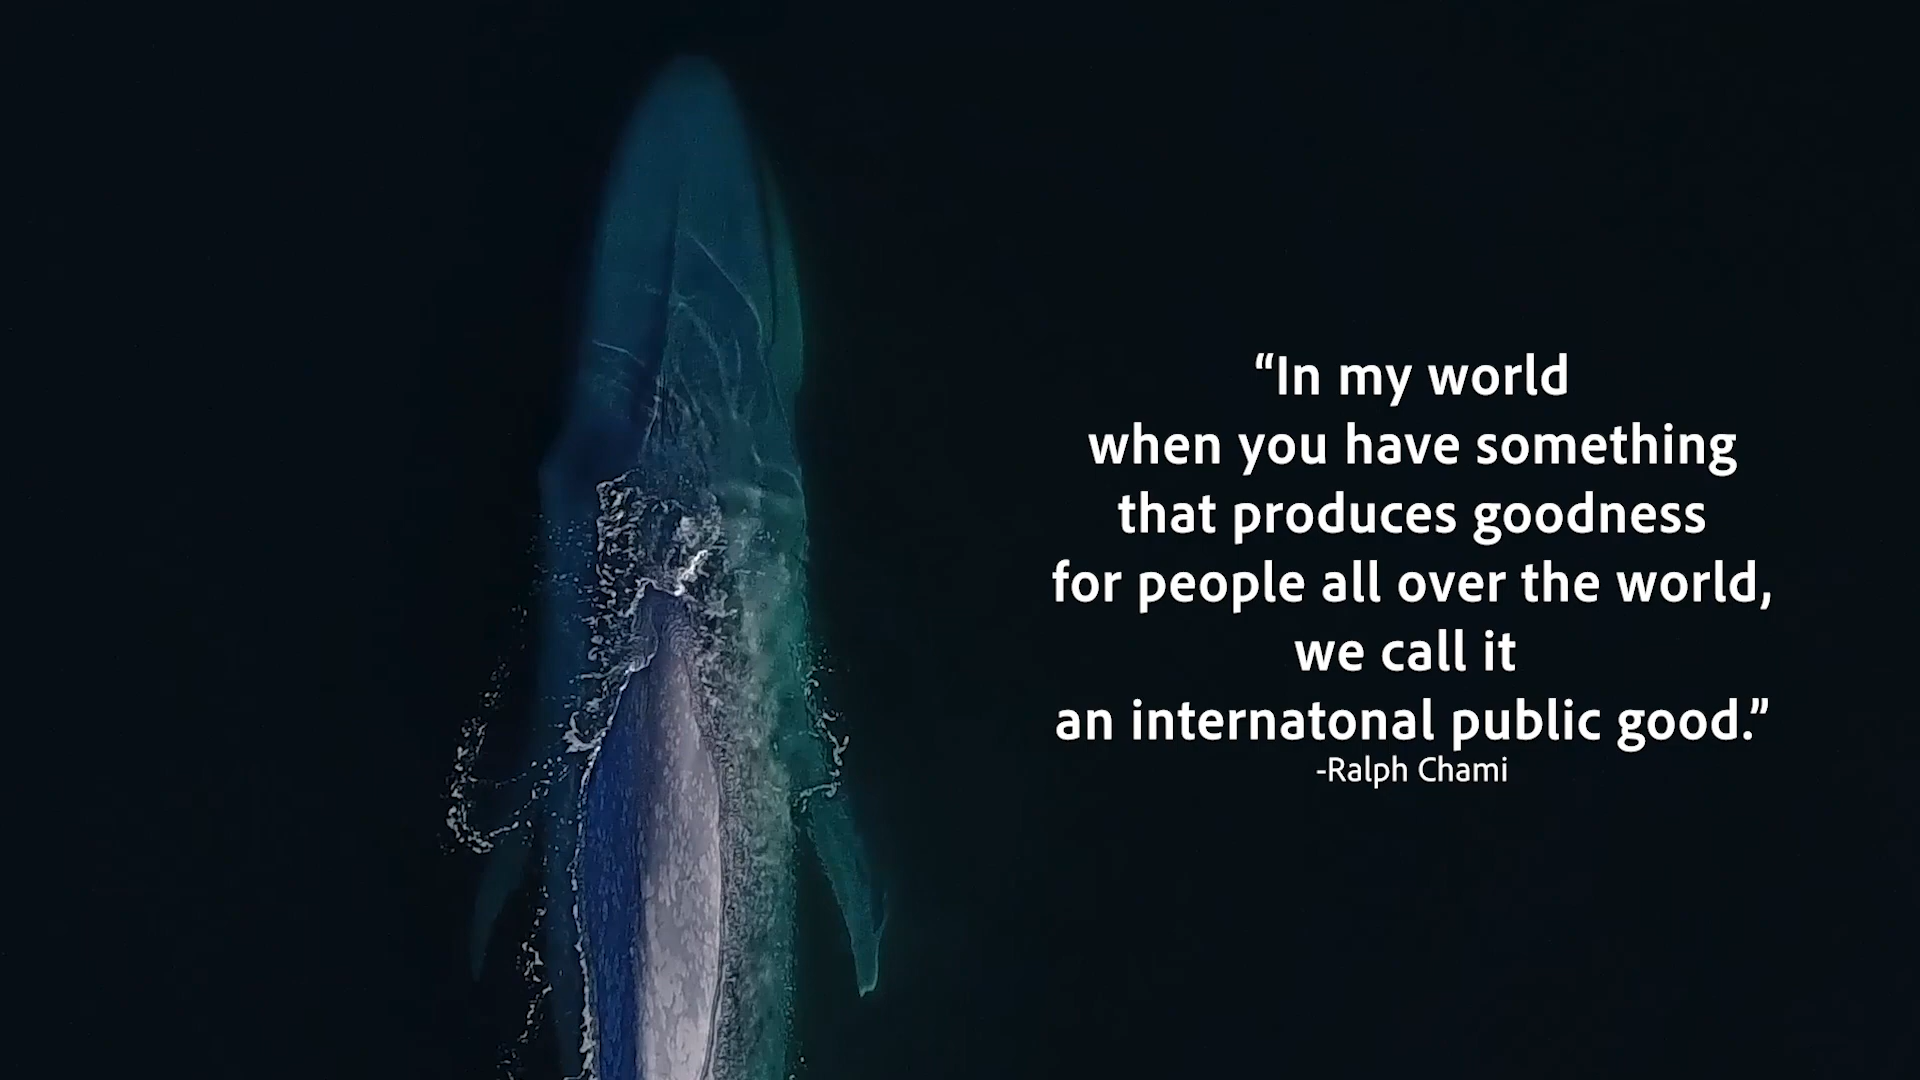 “In my world
when you have something
that produces goodness
for people all over the world,
we call it
an internatonal public good.”
-Ralph Chami